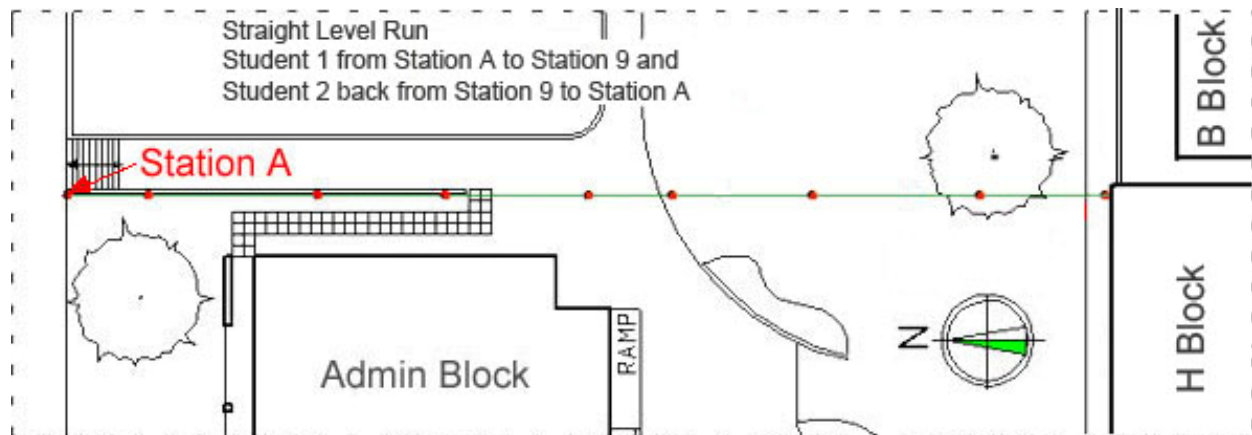 Straight Level Run
Student 1 from Station A to Station 9 and
Student 2 back from Station 9 to Station A
B Block
Station A
N
H Block
RAMP
Admin Block